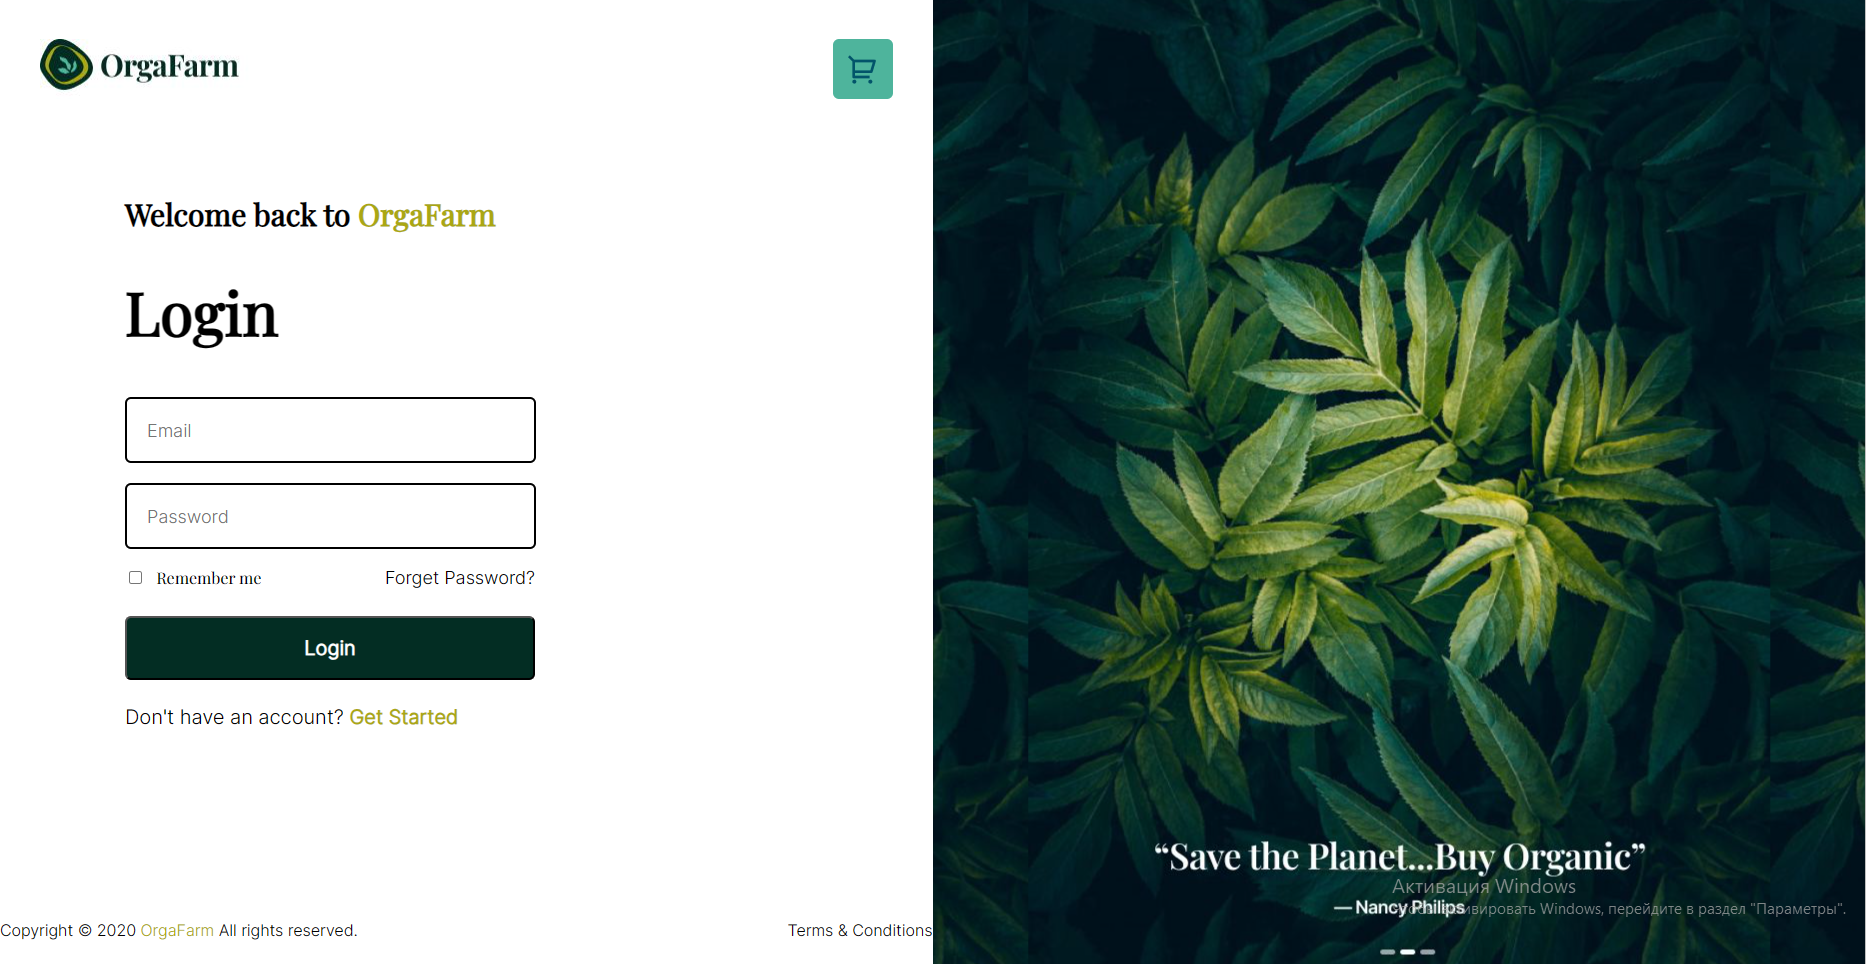 OrgaFarm
Welcome back to OrgaFarm
Login
Email
Password
Remember me
Forget Password?
Login
Don't have an account? Get Started
Copyright © 2020 OrgaFarm All rights reserved.
Terms & Conditions
“Save the Planet...Buy Organic”
Активация Windows
— Nancy Philips
активировать Windows, перейдите в раздел "Параметры".